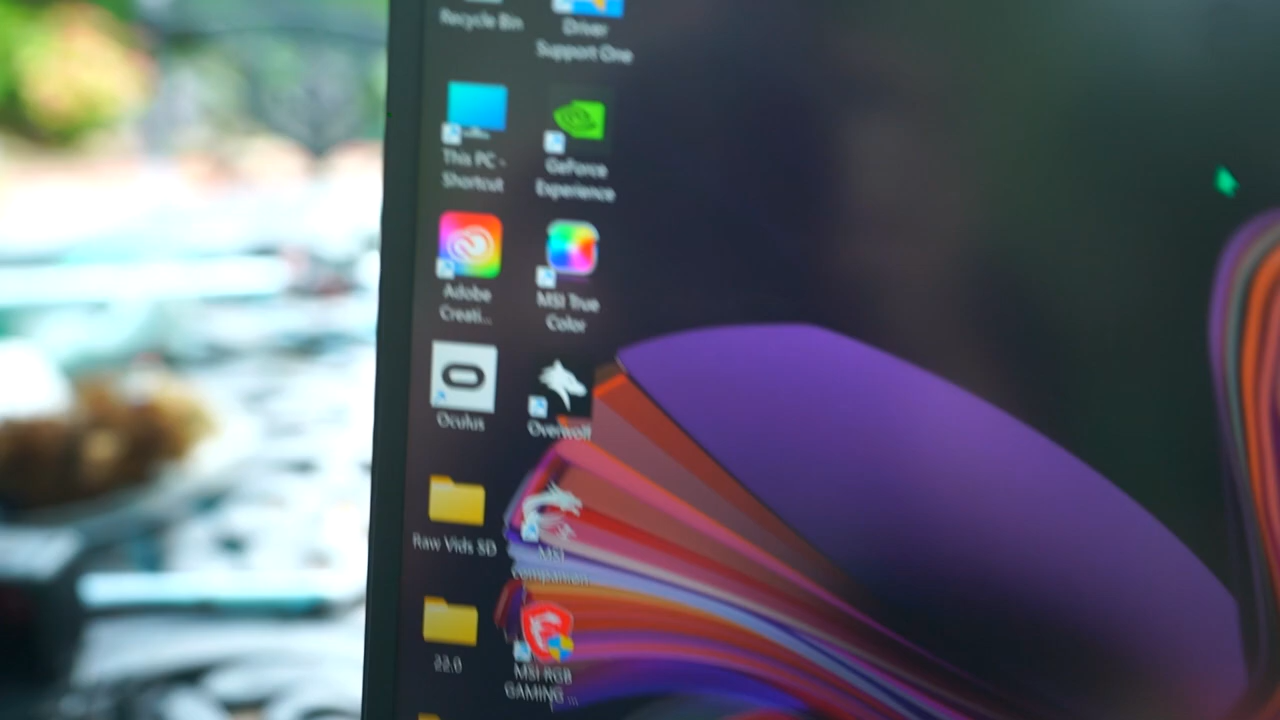 Recycle Bin
Driver
Support One
This PC -
Shortcut
GeForce
Experience
Adobe
Creati...
MSI True
Color
Oculus
Overwolf
Raw Vids SD
MSI
Companion
22.0
MSI RGB
GAMING ...